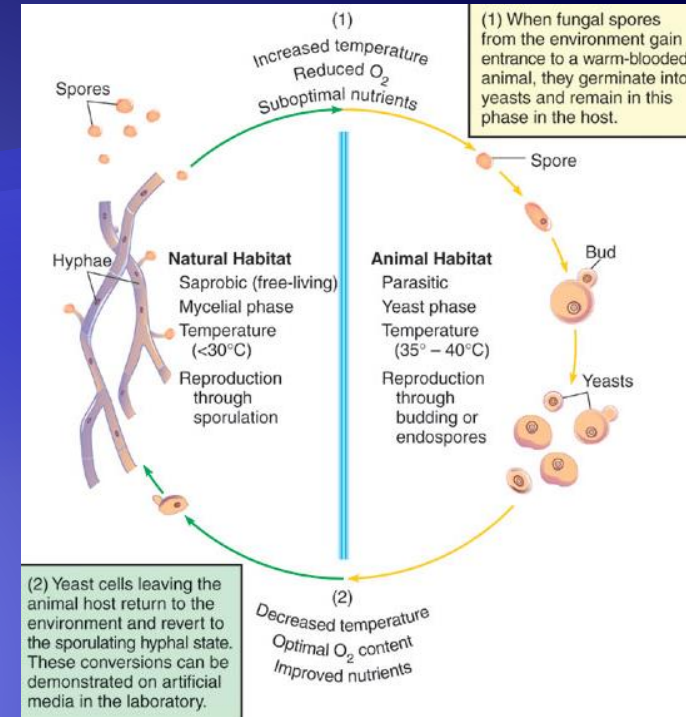 (1)
Increased temperature
Reduced O₂
Suboptimal nutrients
(1) When fungal spores
from the environment gain
entrance to a warm-blooded
animal, they germinate into
yeasts and remain in this
phase in the host.
Spores
Spore
Hyphae
Natural Habitat
Saprobic (free-living)
Mycelial phase
Temperature
(<30°C)
Reproduction
through
sporulation
Animal Habitat
Parasitic
Yeast phase
Temperature
(35° – 40°C)
Reproduction
through
budding or
endospores
Bud
Yeasts
(2) Yeast cells leaving the
animal host return to the
environment and revert to
the sporulating hyphal state.
These conversions can be
demonstrated on artificial
media in the laboratory.
(2)
Decreased temperature
Optimal O₂ content
Improved nutrients